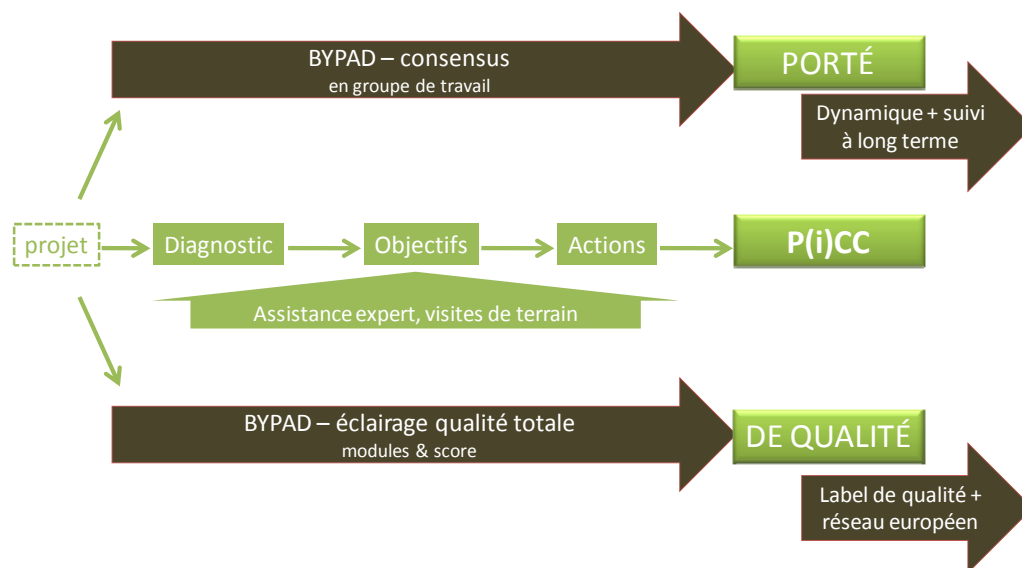 BYPAD – consensus
en groupe de travail
PORTÉ
Dynamique + suivi
à long terme
projet
Diagnostic
Objectifs
Actions
P(i)CC
Assistance expert, visites de terrain
BYPAD – éclairage qualité totale
modules & score
DE QUALITÉ
Label de qualité +
réseau européen